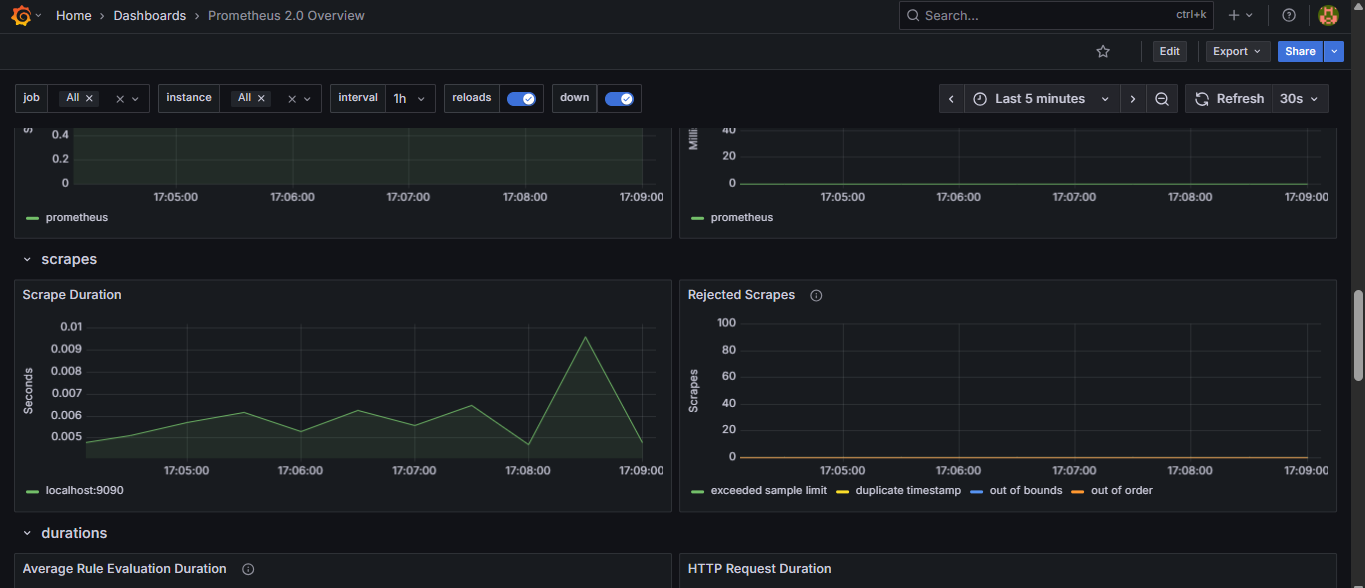 Home > Dashboards > Prometheus 2.0 Overview
Search... ctrl+k
Edit Export Share
job All instance All interval 1h reloads down Last 5 minutes Refresh 30s
0.4
0.2
0
17:05:00 17:06:00 17:07:00 17:08:00 17:09:00
prometheus
Milli
40
20
0
17:05:00 17:06:00 17:07:00 17:08:00 17:09:00
prometheus
scrapes
Scrape Duration
Seconds
0.01
0.009
0.008
0.007
0.006
0.005
17:05:00 17:06:00 17:07:00 17:08:00 17:09:00
localhost:9090
Rejected Scrapes
Scrapes
100
80
60
40
20
0
17:05:00 17:06:00 17:07:00 17:08:00 17:09:00
exceeded sample limit duplicate timestamp out of bounds out of order
durations
Average Rule Evaluation Duration
HTTP Request Duration